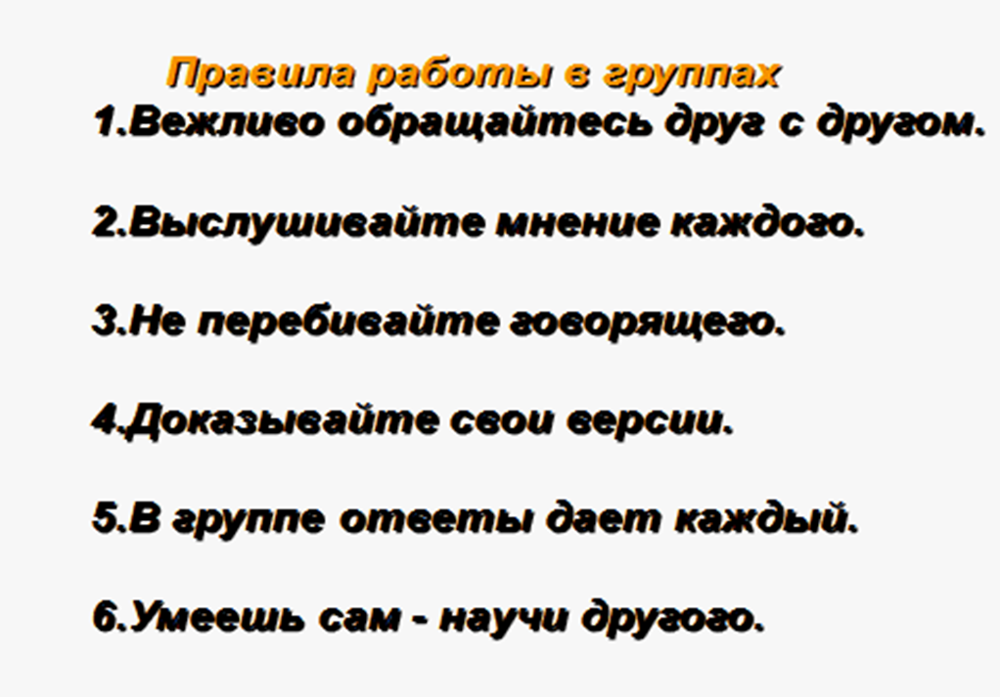 Правила работы в группах
1.Вежливо обращайтесь друг с другом.
2.Выслушивайте мнение каждого.
3.Не перебивайте говорящего.
4.Доказывайте свои версии.
5.В группе ответы дает каждый.
6.Умеешь сам - научи другого.